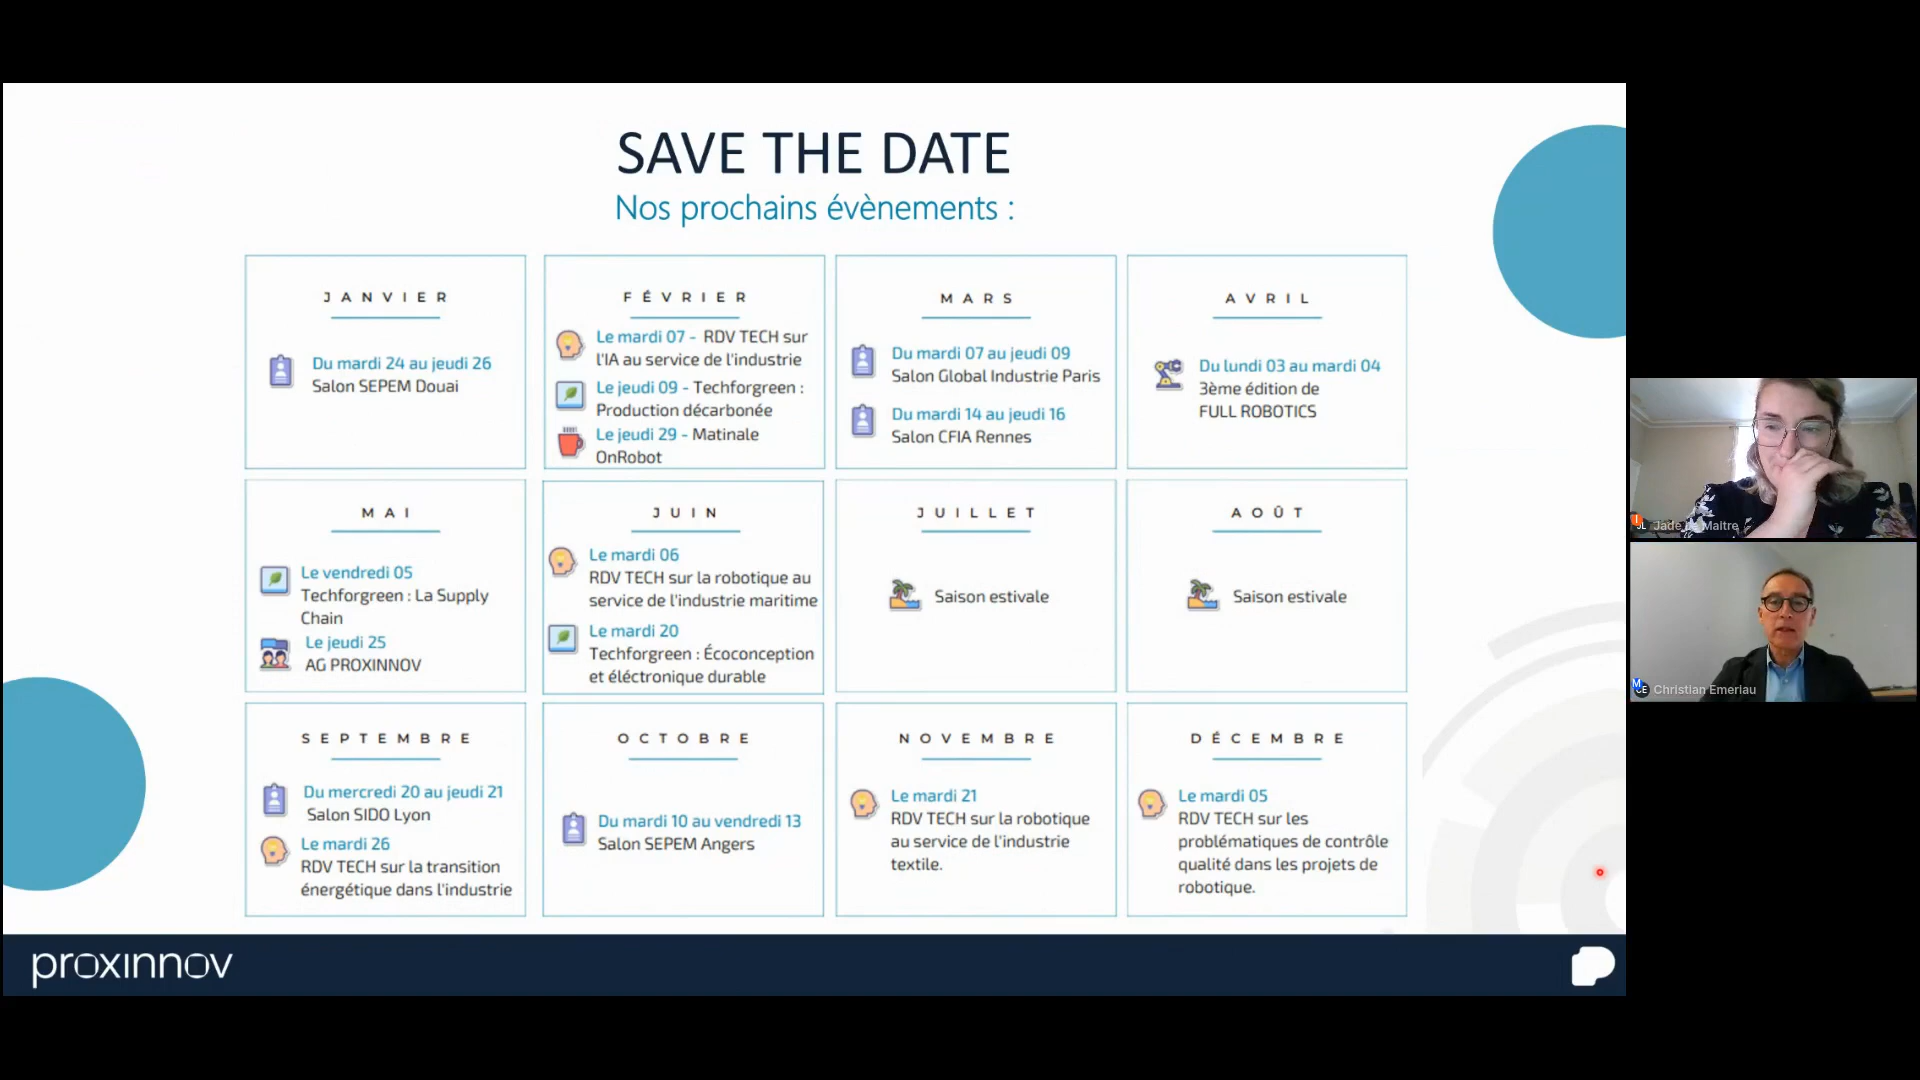 SAVE THE DATE
Nos prochains évènements :
JANVIER
Du mardi 24 au jeudi 26
Salon SEPEM Douai
FÉVRIER
Le mardi 07 - RDV TECH sur
l'IA au service de l'industrie
Le jeudi 09 - Techforgreen :
Production décarbonée
Le jeudi 29 - Matinale
OnRobot
MARS
Du mardi 07 au jeudi 09
Salon Global Industrie Paris
Du mardi 14 au jeudi 16
Salon CFIA Rennes
AVRIL
Du lundi 03 au mardi 04
3ème édition de
FULL ROBOTICS
MAI
Le vendredi 05
Techforgreen : La Supply
Chain
Le jeudi 25
AG PROXINNOV
JUIN
Le mardi 06
RDV TECH sur la robotique au
service de l'industrie maritime
Le mardi 20
Techforgreen : Écoconception
et éléctronique durable
JUILLET
Saison estivale
AOÛT
Saison estivale
SEPTEMBRE
Du mercredi 20 au jeudi 21
Salon SIDO Lyon
Le mardi 26
RDV TECH sur la transition
énergétique dans l'industrie
OCTOBRE
Du mardi 10 au vendredi 13
Salon SEPEM Angers
NOVEMBRE
Le mardi 21
RDV TECH sur la robotique
au service de l'industrie
textile.
DÉCEMBRE
Le mardi 05
RDV TECH sur les
problématiques de contrôle
qualité dans les projets de
robotique.
proxinnov
Jade Le Maître
Christian Emeriau